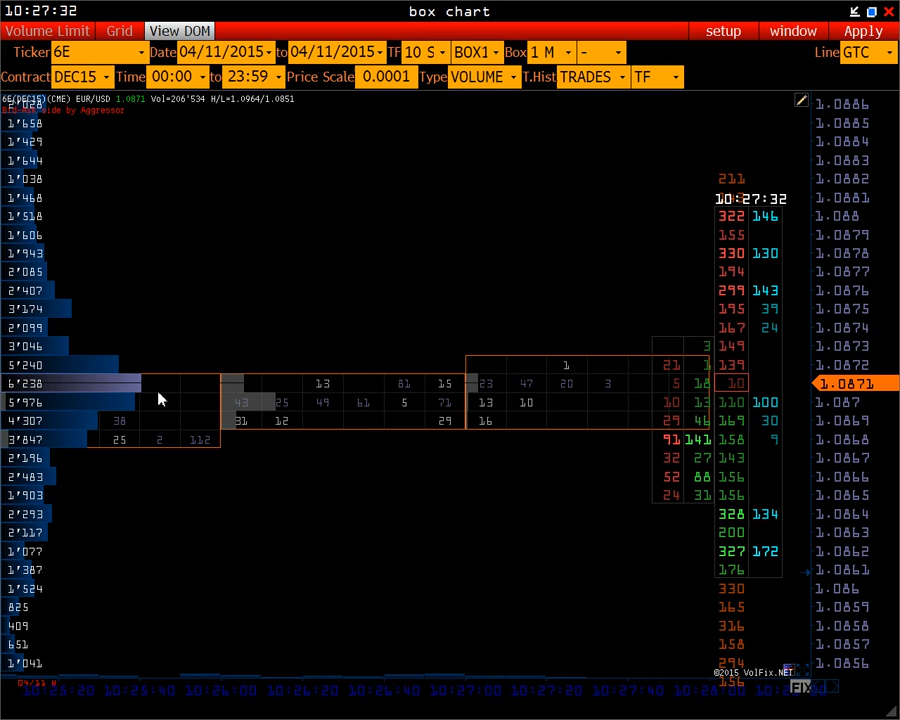 10:27:32 box chart
Volume Limit Grid View DOM setup window Apply
Ticker 6E Date 04/11/2015 to 04/11/2015 TF 10 S BOX1 Box 1 M - Line GTC
Contract DEC15 Time 00:00 to 23:59 Price Scale 0.0001 Type VOLUME T.Hist TRADES TF
6E(DEC15)(CME) EUR/USD 1.0871 Vol=206'534 H/L=1.0964/1.0851
2'028 1.0886
Bid-Ask Side by Aggressor
1'658 1.0885
1'429 1.0884
1'644 1.0883
1'038 211 1.0882
1'468 10:27:32 1.0881
1'518 322 146 1.088
1'606 155 1.0879
1'943 330 130 1.0878
2'085 194 1.0877
2'407 299 143 1.0876
3'174 195 39 1.0875
2'099 167 24 1.0874
3'046 3 149 1.0873
5'240 1 21 1 139 1.0872
6'238 13 81 15 23 47 20 3 5 18 10 1.0871
5'976 43 25 49 61 5 71 13 10 10 13 110 100 1.087
4'307 38 31 12 29 16 29 46 169 30 1.0869
3'847 25 2 112 91 141 158 9 1.0868
2'196 32 27 143 1.0867
2'483 52 88 156 1.0866
1'903 24 31 156 1.0865
2'293 328 134 1.0864
2'117 200 1.0863
1'077 327 172 1.0862
1'387 176 1.0861
1'524 330 1.086
825 165 1.0859
409 316 1.0858
651 158 1.0857
1'041 294 1.0856
©2015 VolFix.NET
04/11 W 156
10:25:20 10:25:40 10:26:00 10:26:20 10:26:40 10:27:00 10:27:20 10:27:40 10:28:00 FIX